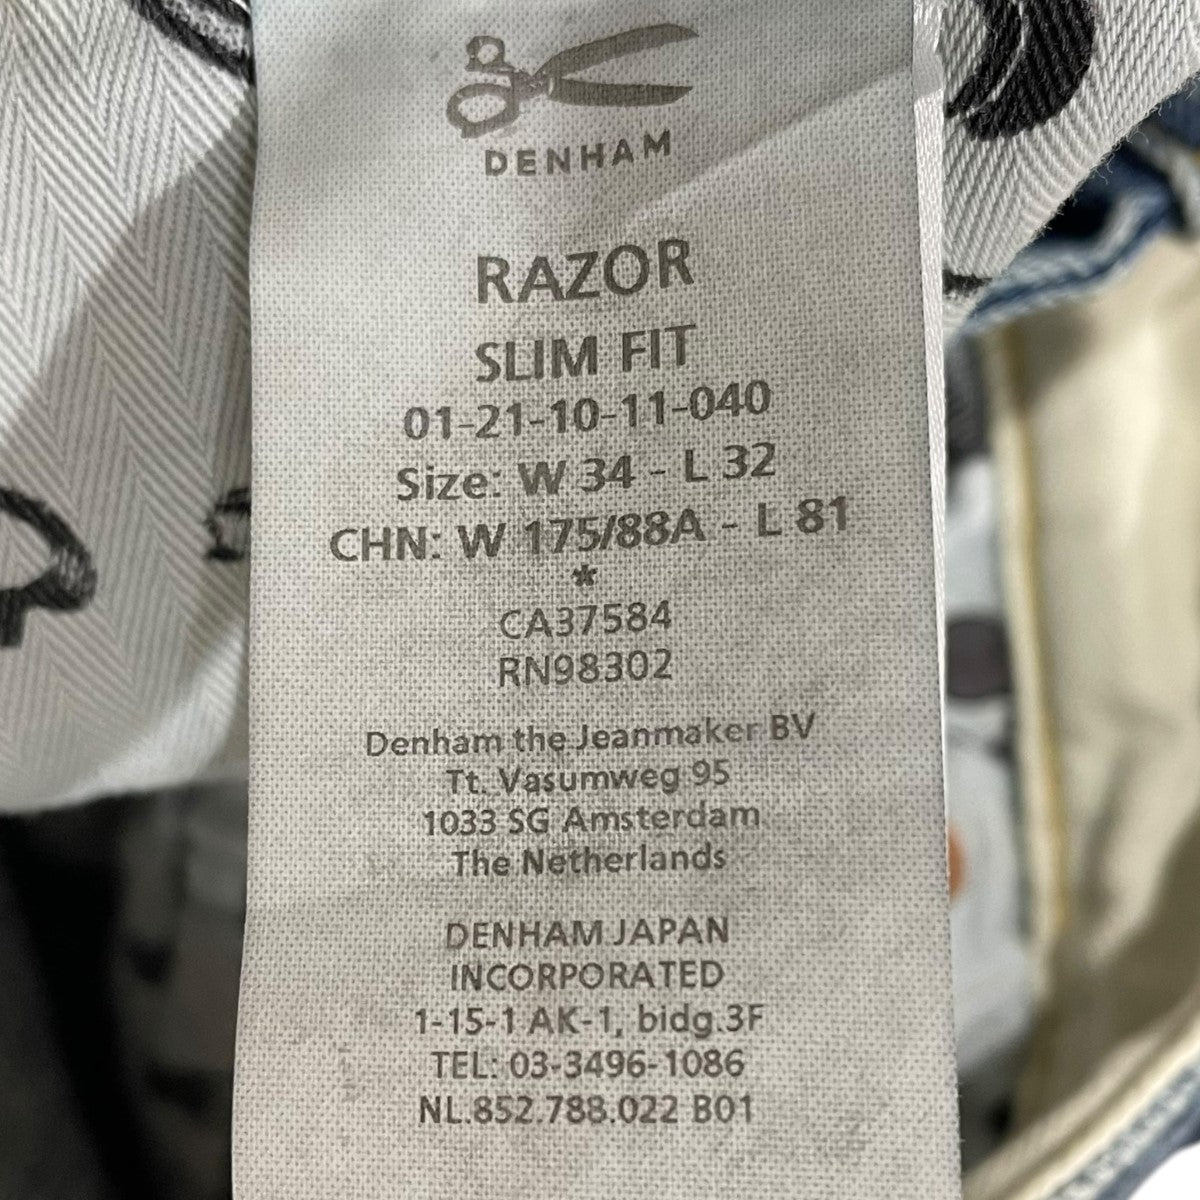 DENHAM
RAZOR
SLIM FIT
01-21-10-11-040
Size: W 34 - L 32
CHN: W 175/88A - L 81
*
CA37584
RN98302
Denham the Jeanmaker BV
Tt. Vasumweg 95
1033 SG Amsterdam
The Netherlands
DENHAM JAPAN
INCORPORATED
1-15-1 AK-1, bidg.3F
TEL: 03-3496-1086
NL.852.788.022 B01